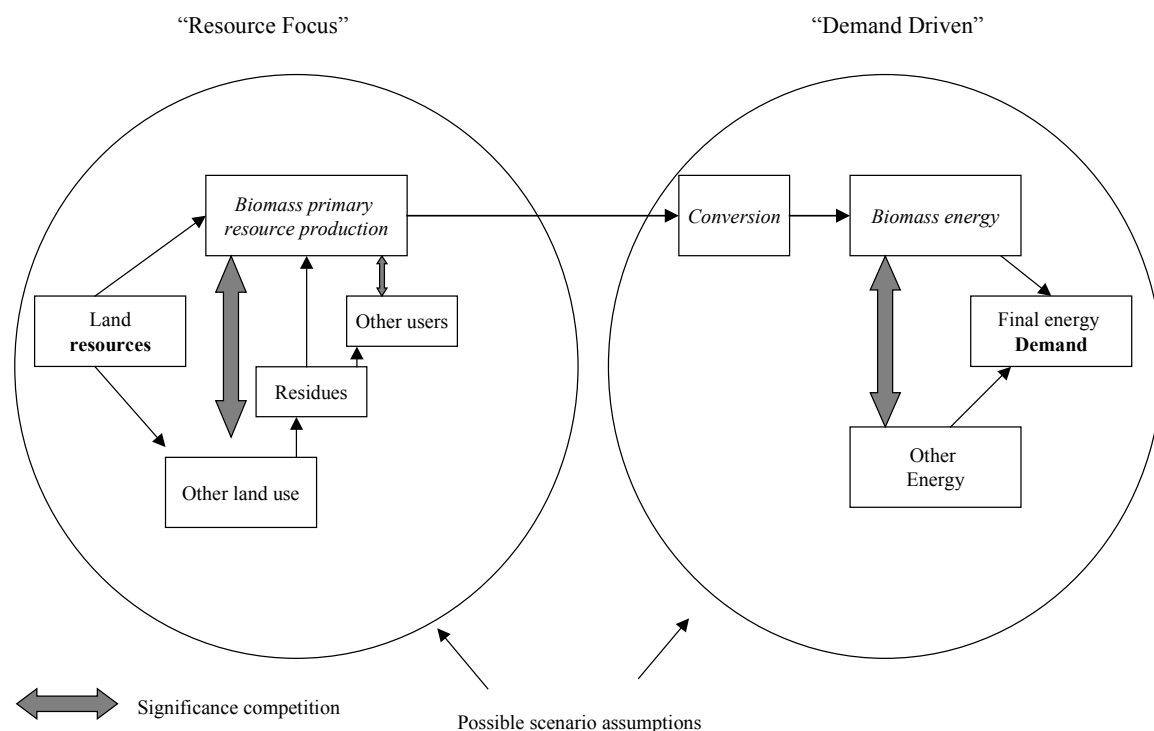 “Resource Focus”
“Demand Driven”
Biomass primary
resource production
Conversion
Biomass energy
Land
resources
Other users
Final energy
Demand
Residues
Other land use
Other
Energy
Significance competition
Possible scenario assumptions